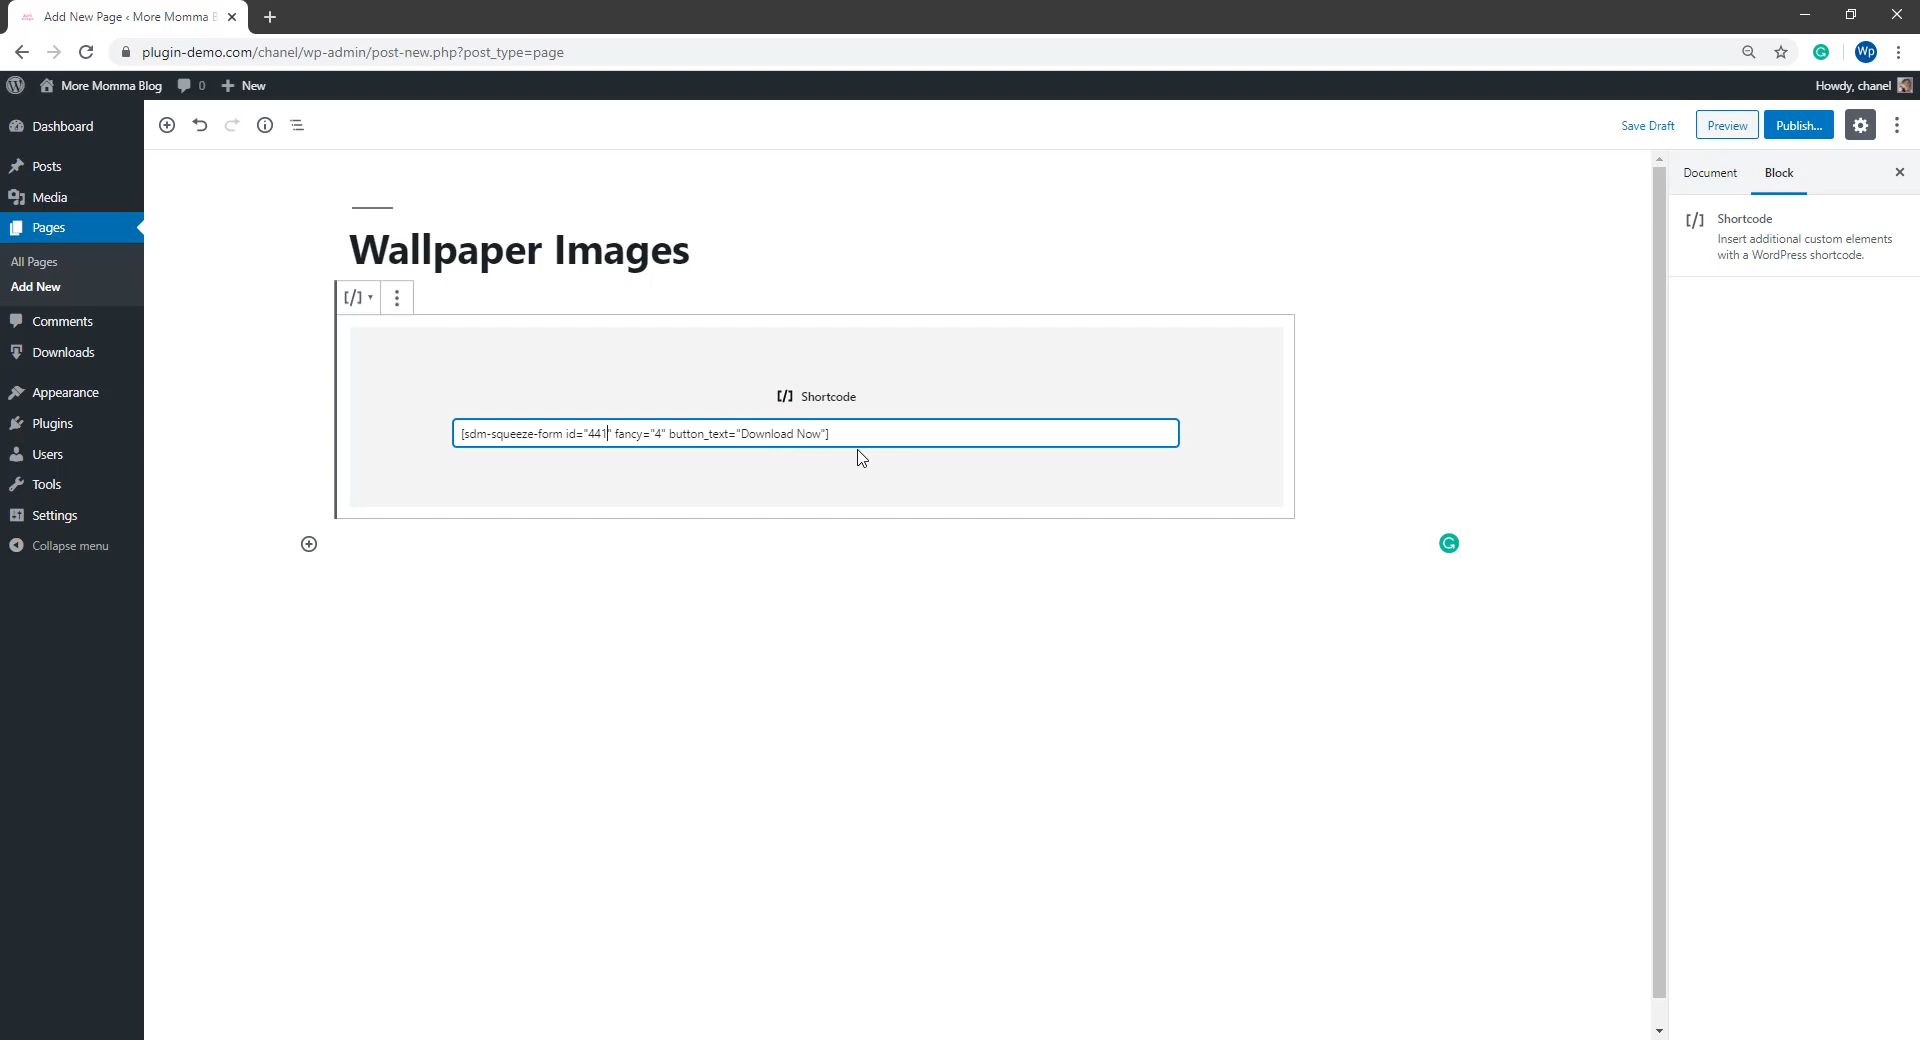 Add New Page ‹ More Momma B
plugin-demo.com/chanel/wp-admin/post-new.php?post_type=page
Wp
More Momma Blog
0
New
Howdy, chanel
Dashboard
Posts
Media
Pages
All Pages
Add New
Comments
Downloads
Appearance
Plugins
Users
Tools
Settings
Collapse menu
Save Draft
Preview
Publish...
Wallpaper Images
[/]
[/] Shortcode
[sdm-squeeze-form id="441" fancy="4" button_text="Download Now"]
Document
Block
[/] Shortcode
Insert additional custom elements
with a WordPress shortcode.